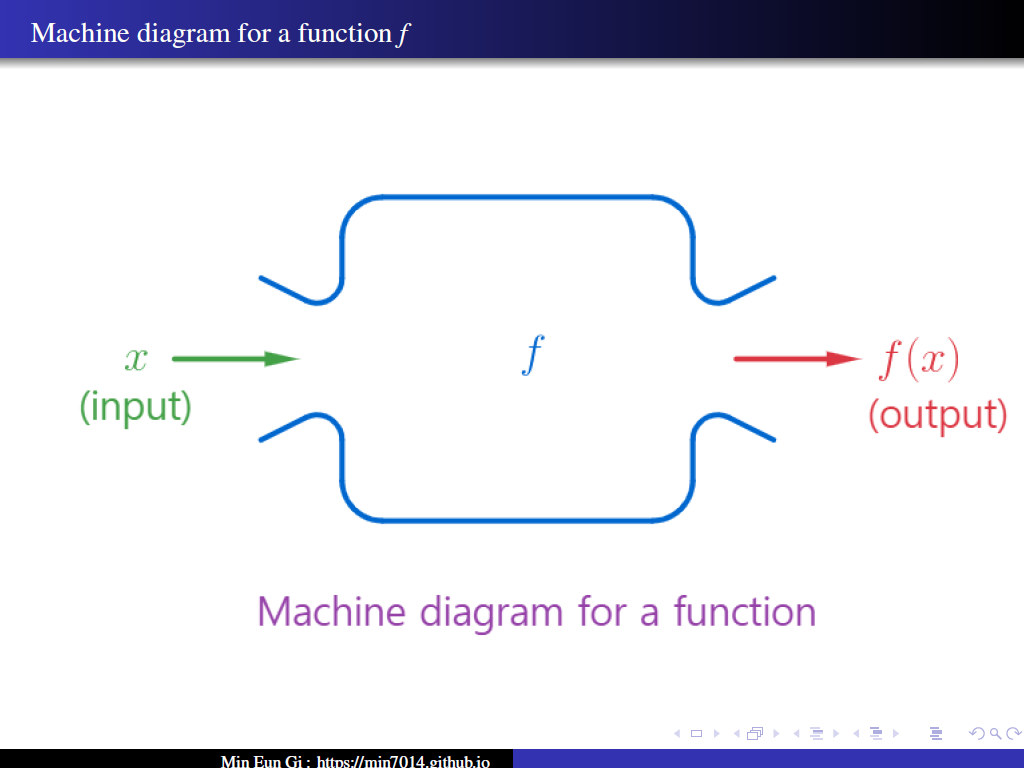 Machine diagram for a function f
x
(input)
f
f(x)
(output)
Machine diagram for a function
Min Eun Gi : https://min7014.github.io